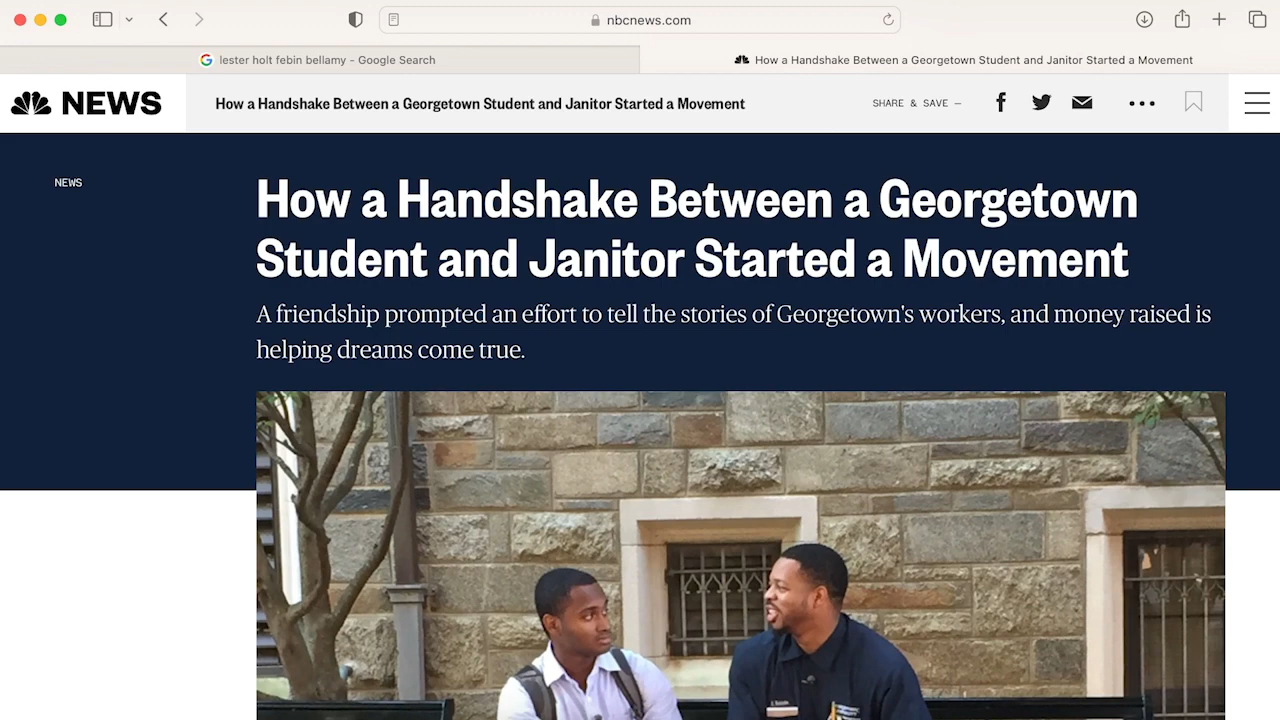 nbcnews.com
lester holt febin bellamy – Google Search
How a Handshake Between a Georgetown Student and Janitor Started a Movement
NEWS
How a Handshake Between a Georgetown Student and Janitor Started a Movement
SHARE & SAVE —
NEWS
How a Handshake Between a Georgetown
Student and Janitor Started a Movement
A friendship prompted an effort to tell the stories of Georgetown's workers, and money raised is
helping dreams come true.